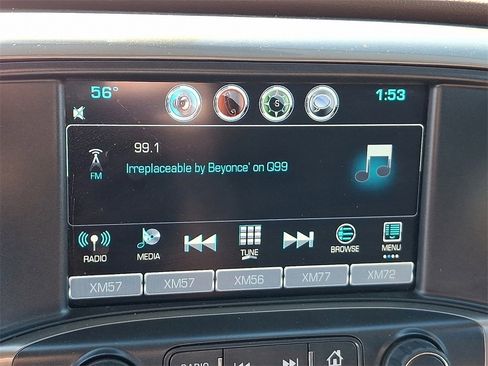 56° 1:53
S
99.1
FM
Irreplaceable by Beyonce' on Q99
RADIO MEDIA TUNE BROWSE MENU
XM57 XM57 XM56 XM77 XM72
RADIO